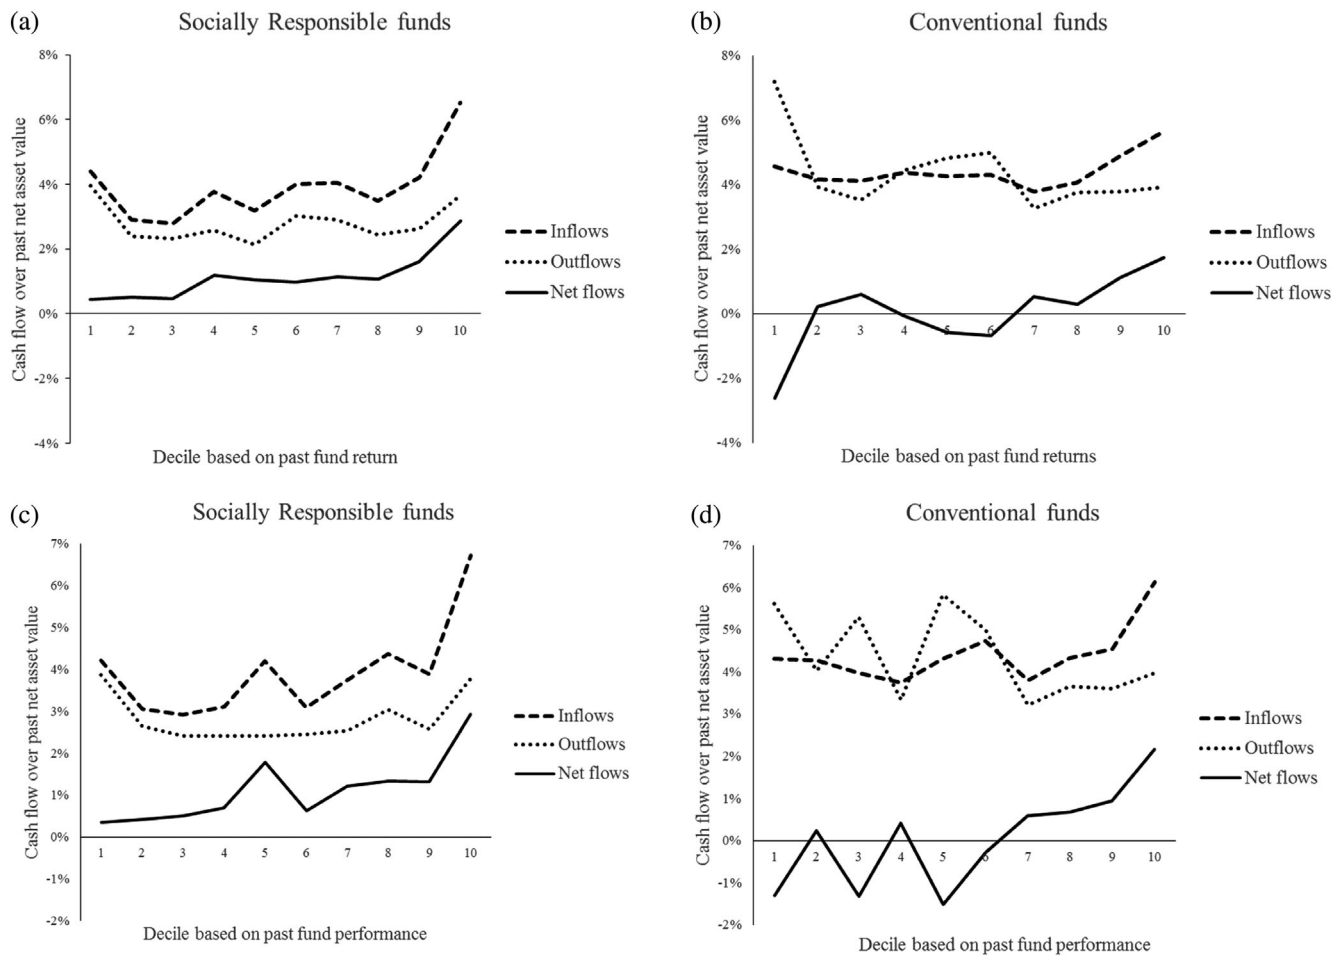 (a)
Socially Responsible funds
8%
6%
4%
2%
0%
-2%
-4%
Cash flow over past net asset value
1 2 3 4 5 6 7 8 9 10
Inflows
Outflows
Net flows
Decile based on past fund return
(b)
Conventional funds
8%
6%
4%
2%
0%
-2%
-4%
Cash flow over past net asset value
1 2 3 4 5 6 7 8 9 10
Inflows
Outflows
Net flows
Decile based on past fund returns
(c)
Socially Responsible funds
7%
6%
5%
4%
3%
2%
1%
0%
-1%
-2%
Cash flow over past net asset value
1 2 3 4 5 6 7 8 9 10
Inflows
Outflows
Net flows
Decile based on past fund performance
(d)
Conventional funds
7%
6%
5%
4%
3%
2%
1%
0%
-1%
-2%
Cash flow over past net asset value
1 2 3 4 5 6 7 8 9 10
Inflows
Outflows
Net flows
Decile based on past fund performance